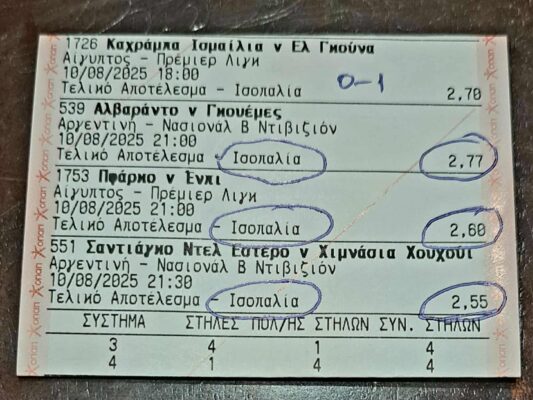 1726 Καχράμπα Ισμαίλια ν Ελ Γκούνα
Αίγυπτος - Πρέμιερ Λιγκ
10/08/2025 18:00
0-1
Τελικό Αποτέλεσμα - Ισοπαλία 2,70
539 Αλβαράντο ν Γκουέμες
Αργεντινή - Νασιονάλ Β Ντιβιζιόν
10/08/2025 21:00
Τελικό Αποτέλεσμα - Ισοπαλία 2,77
1753 Πφάρκο ν Ένπι
Αίγυπτος - Πρέμιερ Λιγκ
10/08/2025 21:00
Τελικό Αποτέλεσμα - Ισοπαλία 2,60
551 Σαντιάγκο Ντελ Εστέρο ν Χιμνάσια Χουχούι
Αργεντινή - Νασιονάλ Β Ντιβιζιόν
10/08/2025 21:30
Τελικό Αποτέλεσμα - Ισοπαλία 2,55
ΣΥΣΤΗΜΑ ΣΤΗΛΕΣ ΠΟΛ/ΗΣ ΣΤΗΛΩΝ ΣΥΝ. ΣΤΗΛΩΝ
3 4 1 4
4 1 4 4